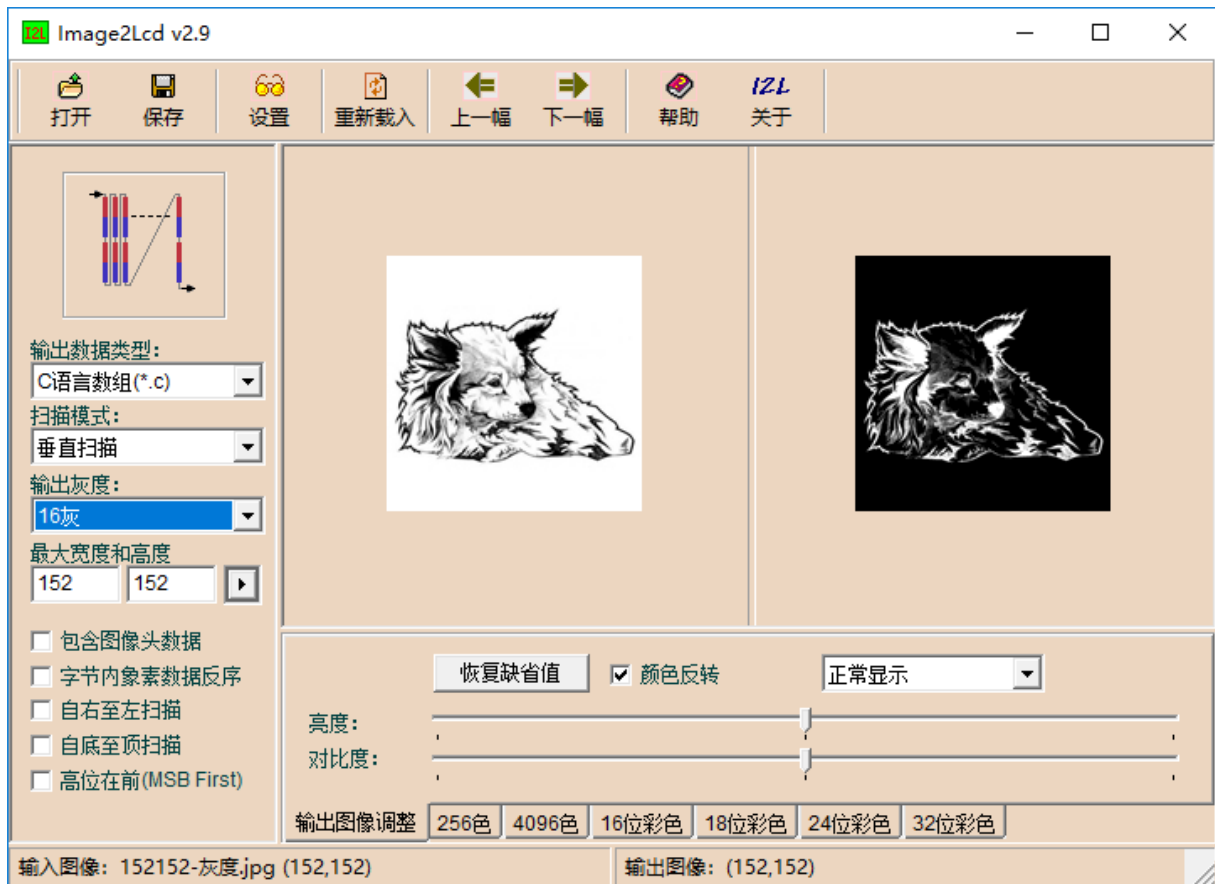 I2L Image2Lcd v2.9
打开 保存 设置 重新载入 上一幅 下一幅 帮助 I2L 关于
输出数据类型:
C语言数组(*.c)
扫描模式:
垂直扫描
输出灰度:
16灰
最大宽度和高度
152 152
包含图像头数据
字节内象素数据反序
自右至左扫描
自底至顶扫描
高位在前(MSB First)
恢复缺省值 颜色反转 正常显示
亮度:
对比度:
输出图像调整 256色 4096色 16位彩色 18位彩色 24位彩色 32位彩色
输入图像: 152152-灰度.jpg (152,152) 输出图像: (152,152)